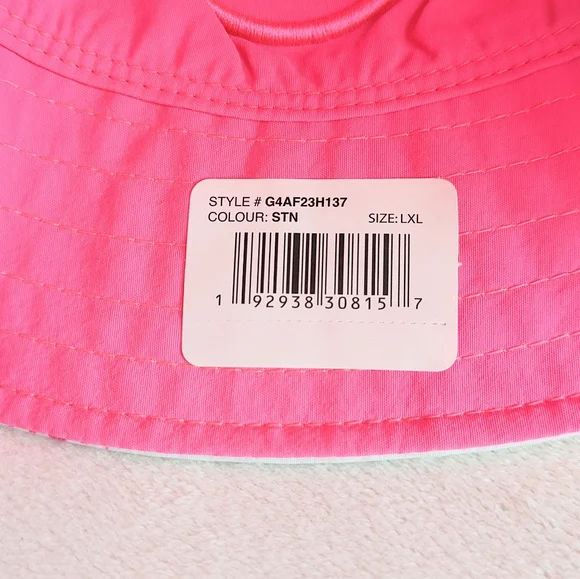 STYLE # G4AF23H137
COLOUR: STN SIZE: LXL
1 92938 30815 7